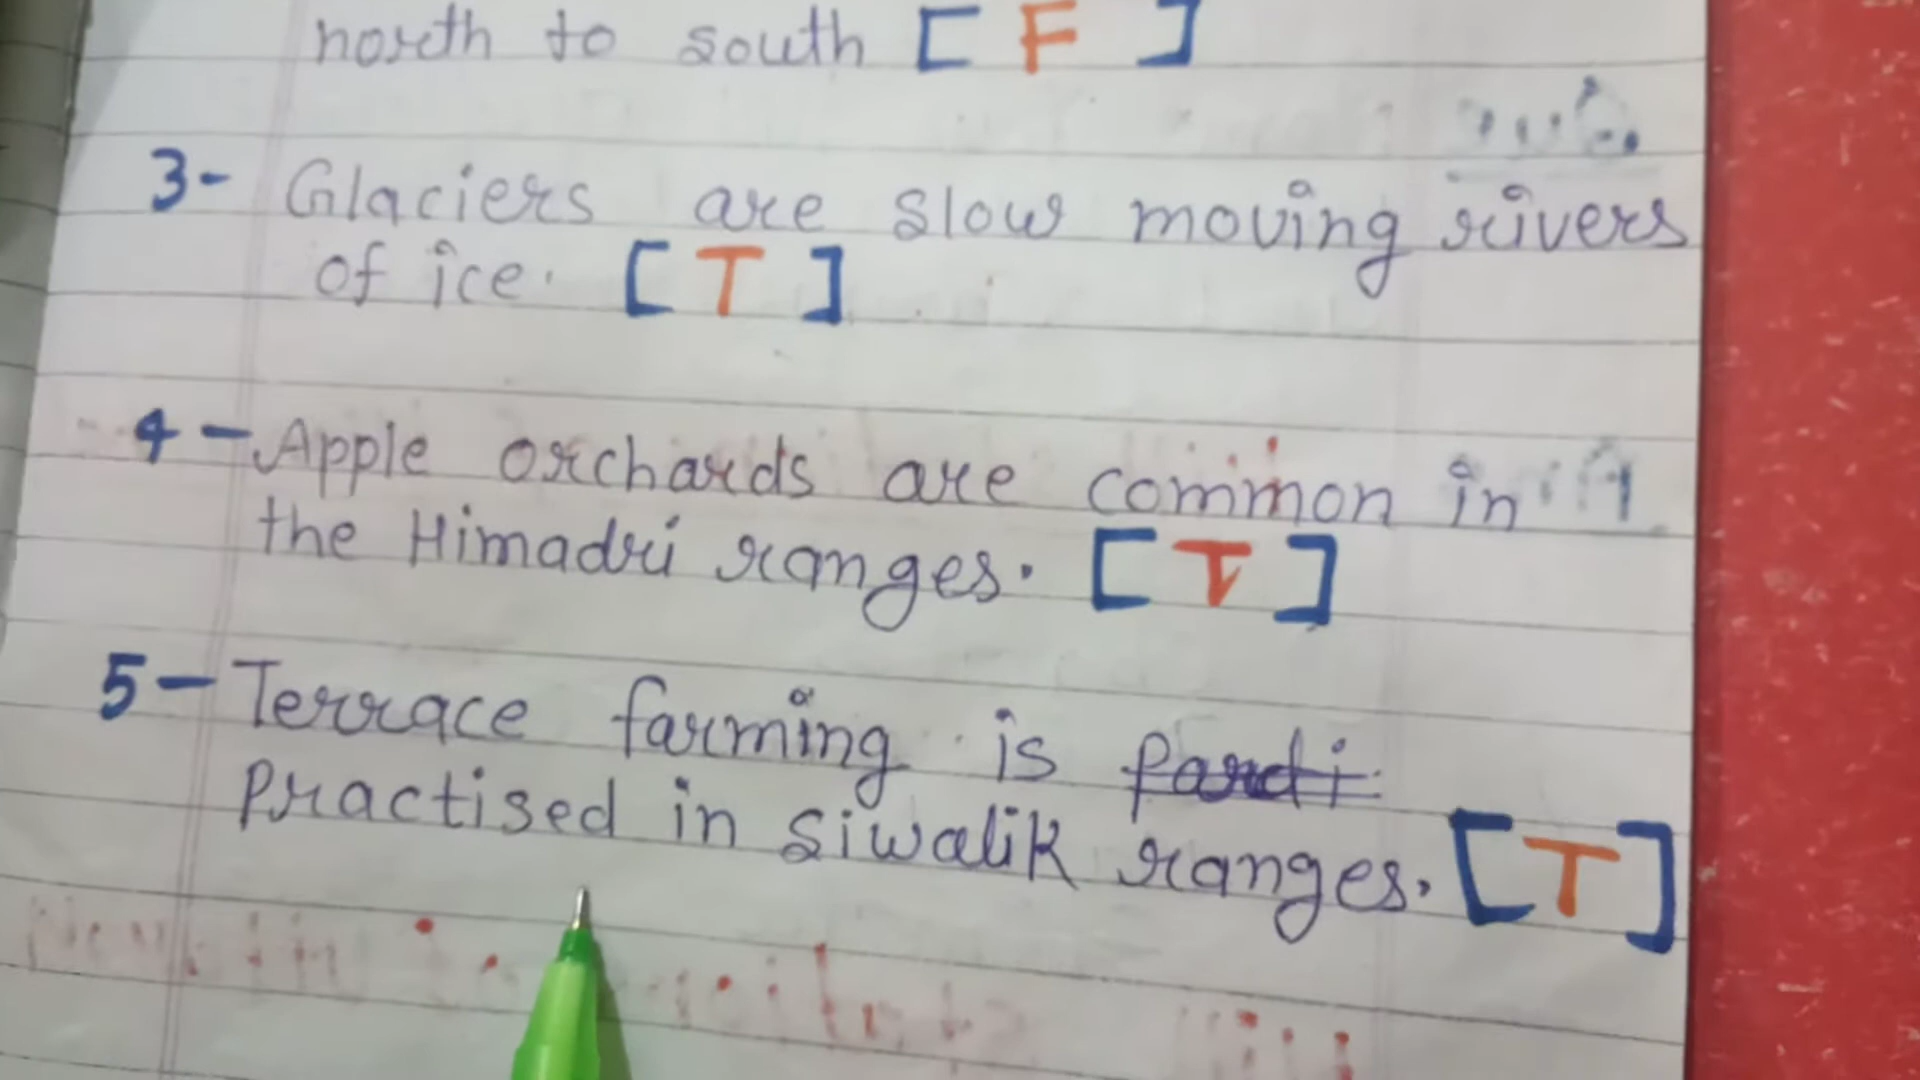 north to south [ F ]
3- Glaciers are slow moving rivers
of ice. [ T ]
4- Apple orchards are common in
the Himadri ranges. [ T ]
5- Terrace farming is
Practised in siwalik ranges. [ T ]